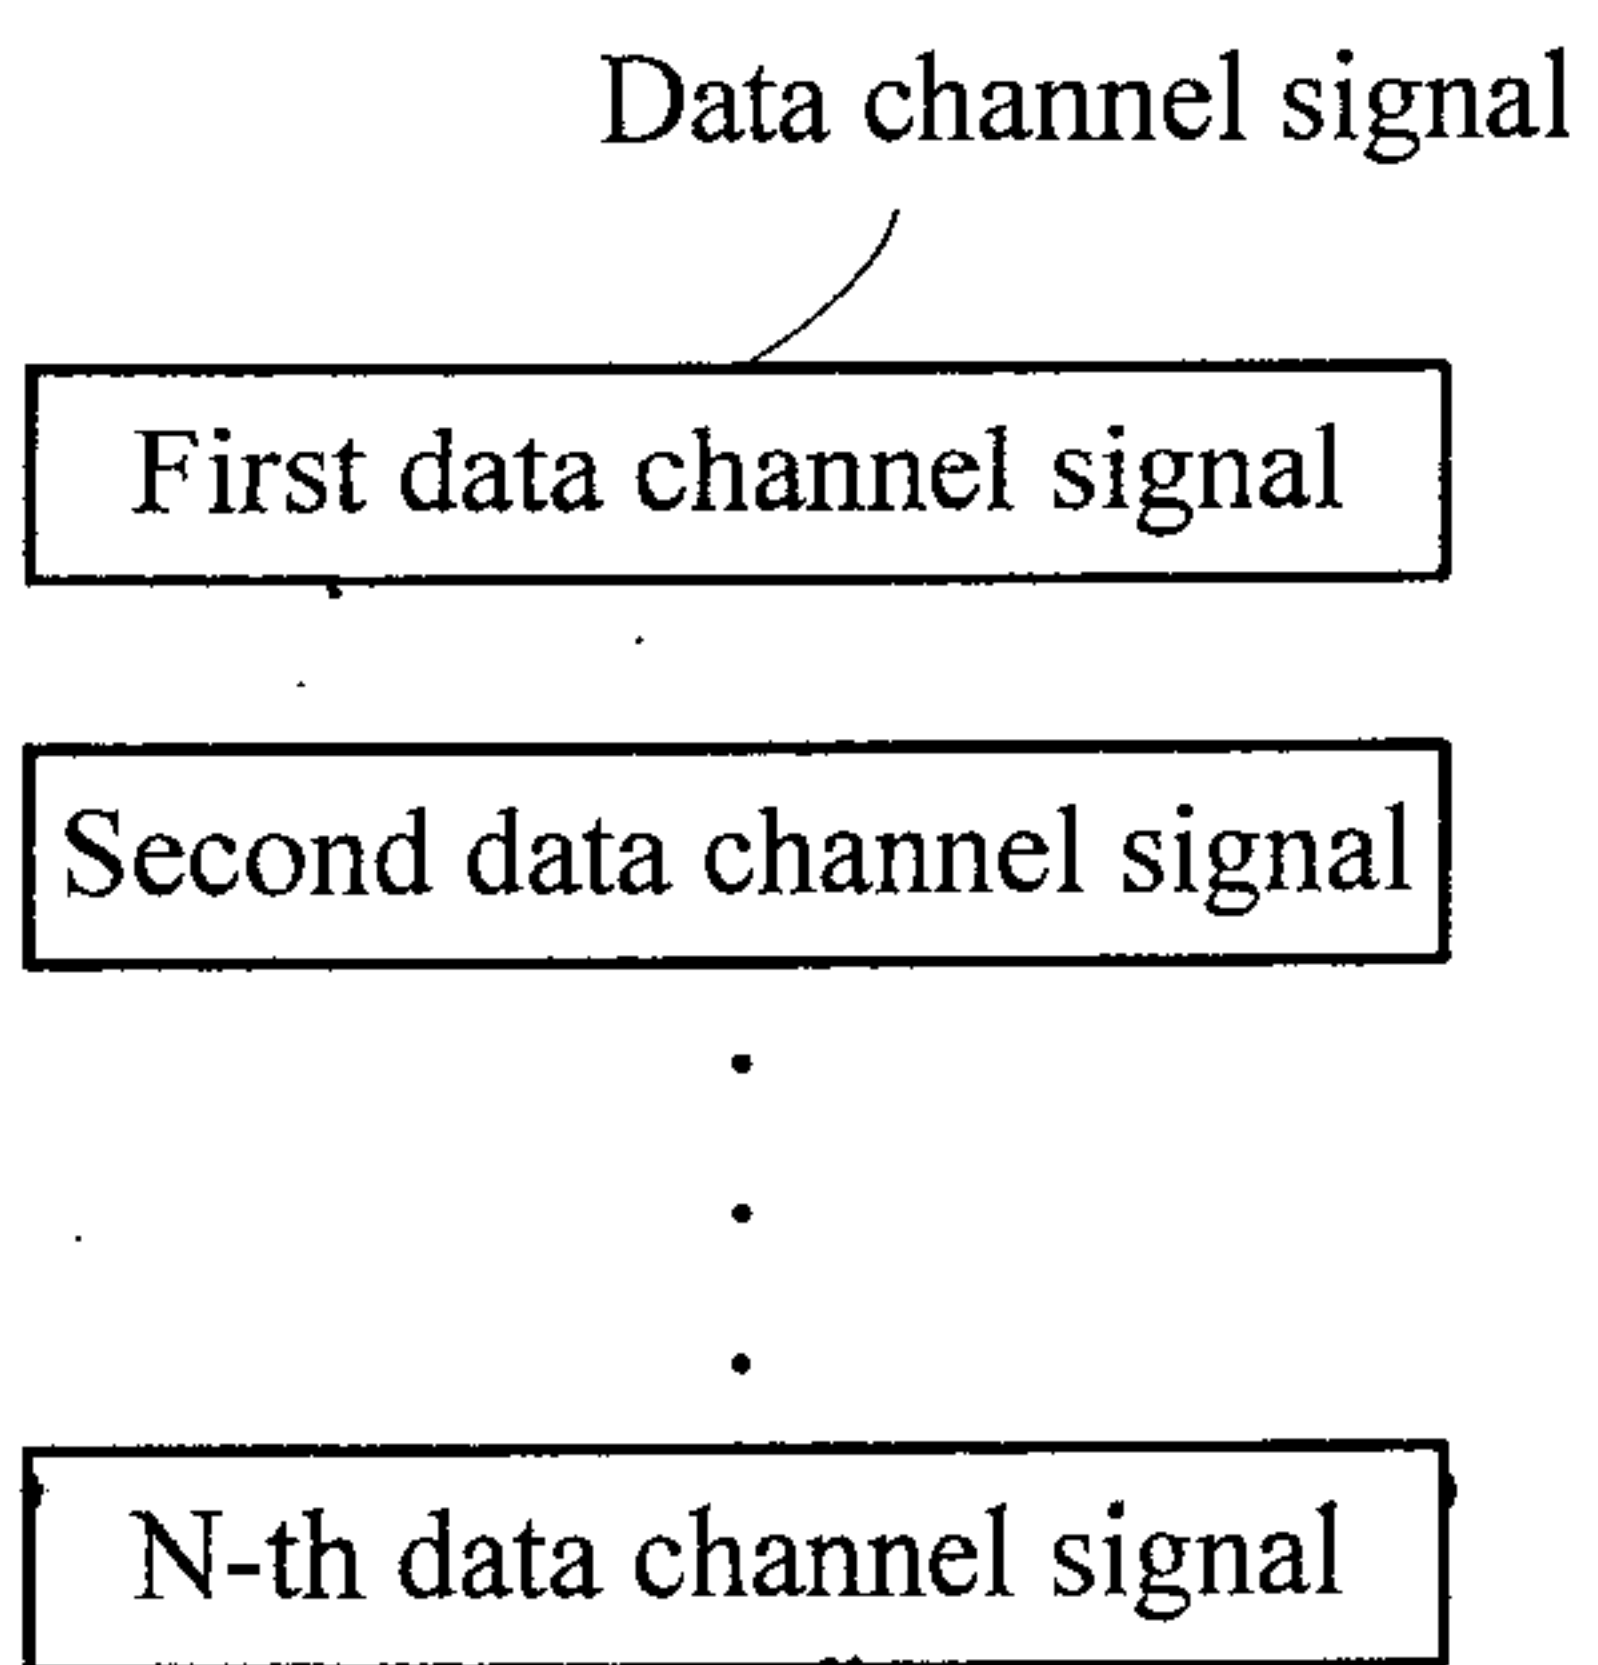 Data channel signal
First data channel signal
Second data channel signal
N-th data channel signal